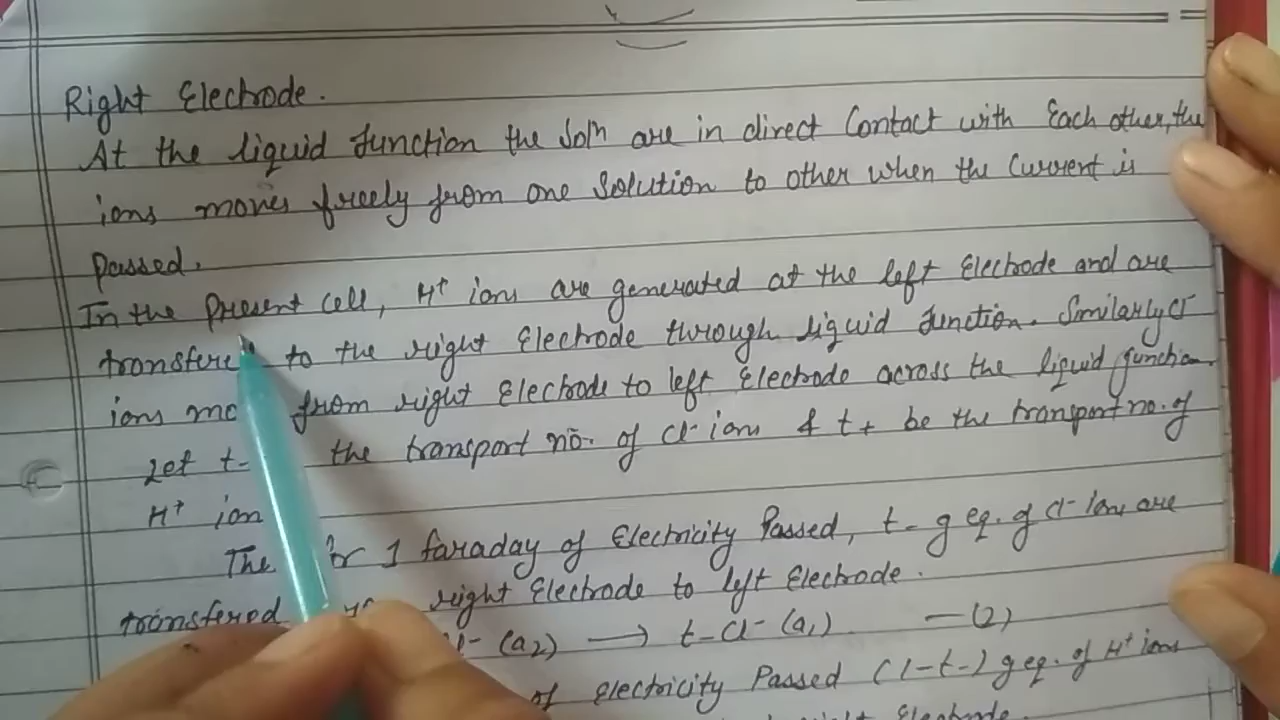 Right Electrode.
At the liquid Junction the Solⁿ are in direct Contact with Each other, the
ions moves freely from one Solution to other when the Current is
Passed.
In the Present Cell, H⁺ ions are generated at the left Electrode and are
to the right Electrode through liquid Junction. Similarly Cl⁻
ions from right Electrode to left Electrode across the liquid junction.
Let t- the transport no. of Cl⁻ ions & t+ be the transport no. of
H⁺ ion
1 faraday of Electricity Passed, t- g eq. of Cl⁻ ions are
transfered right Electrode to left Electrode.
(a₂) ⟶ t-Cl⁻ (a₁) —(2)
of Electricity Passed (1-t-) g eq. of H⁺ ions
Electrode.